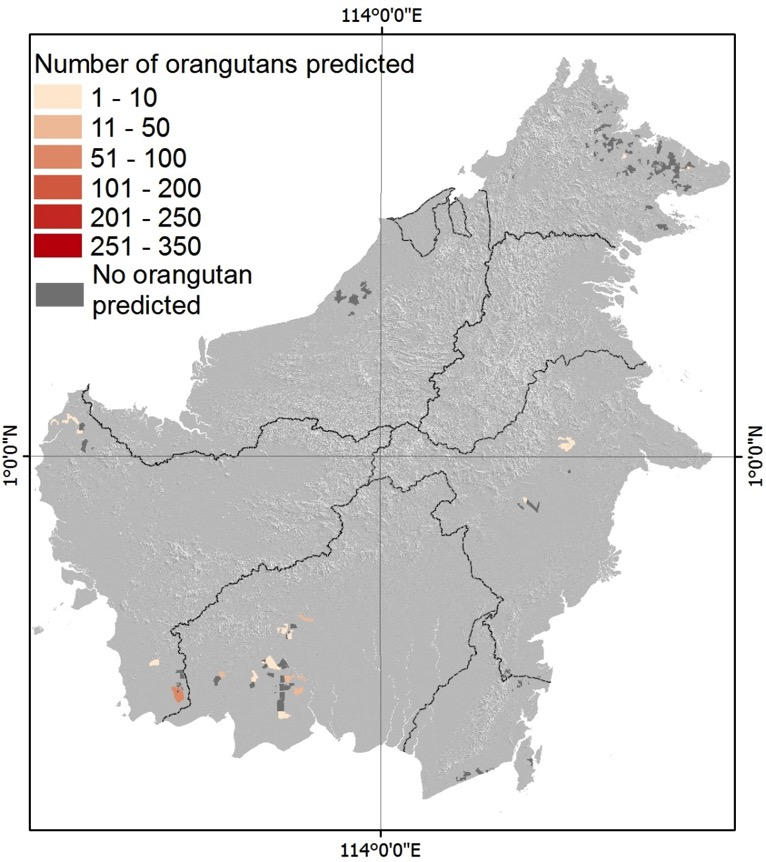 114°0'0"E
Number of orangutans predicted
1 - 10
11 - 50
51 - 100
101 - 200
201 - 250
251 - 350
No orangutan
predicted
1°0'0"N
1°0'0"N
114°0'0"E